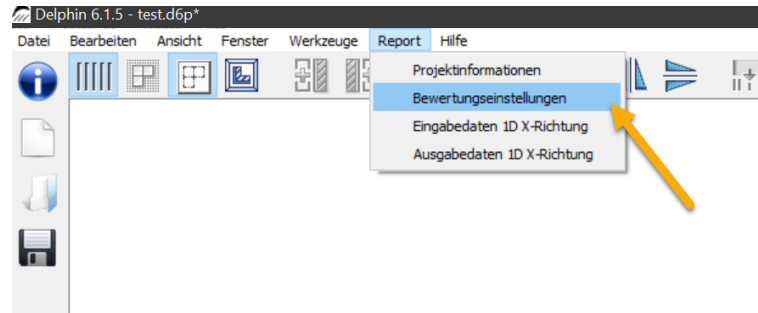 Delphin 6.1.5 - test.d6p*
Datei Bearbeiten Ansicht Fenster Werkzeuge Report Hilfe
Projektinformationen
Bewertungseinstellungen
Eingabedaten 1D X-Richtung
Ausgabedaten 1D X-Richtung